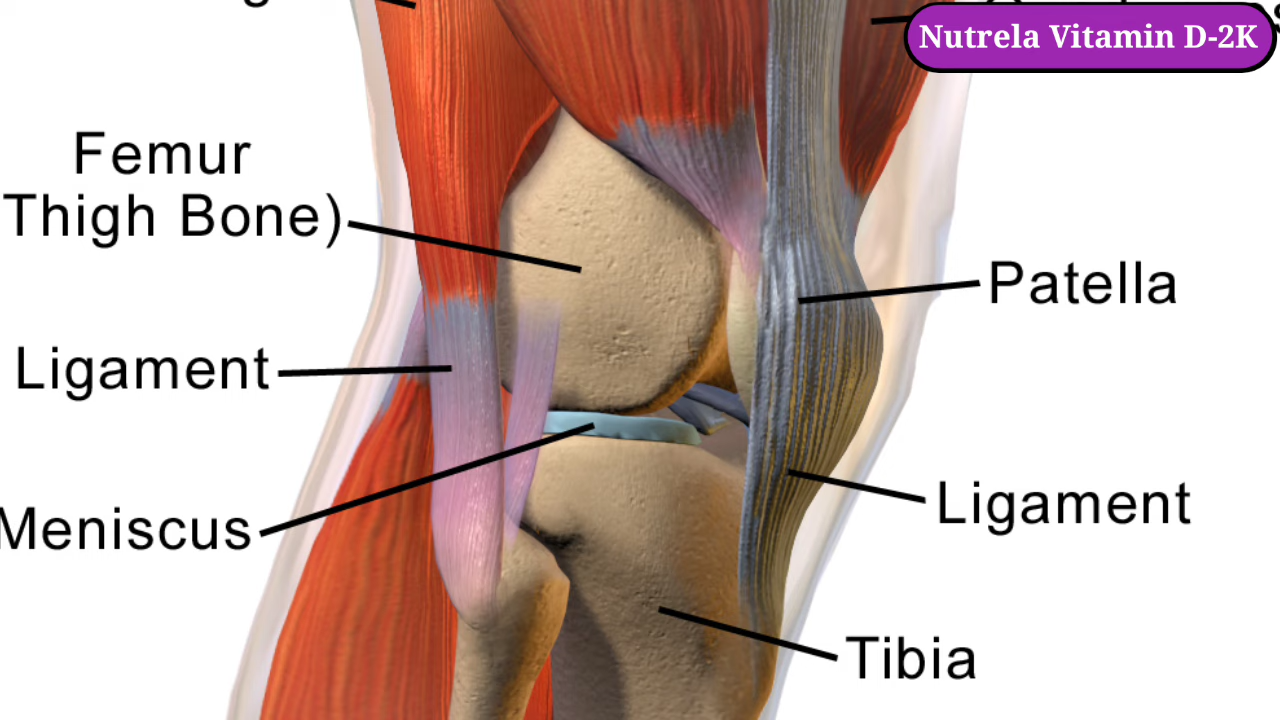 Nutrela Vitamin D-2K
Femur
Thigh Bone)
Patella
Ligament
Meniscus
Ligament
Tibia